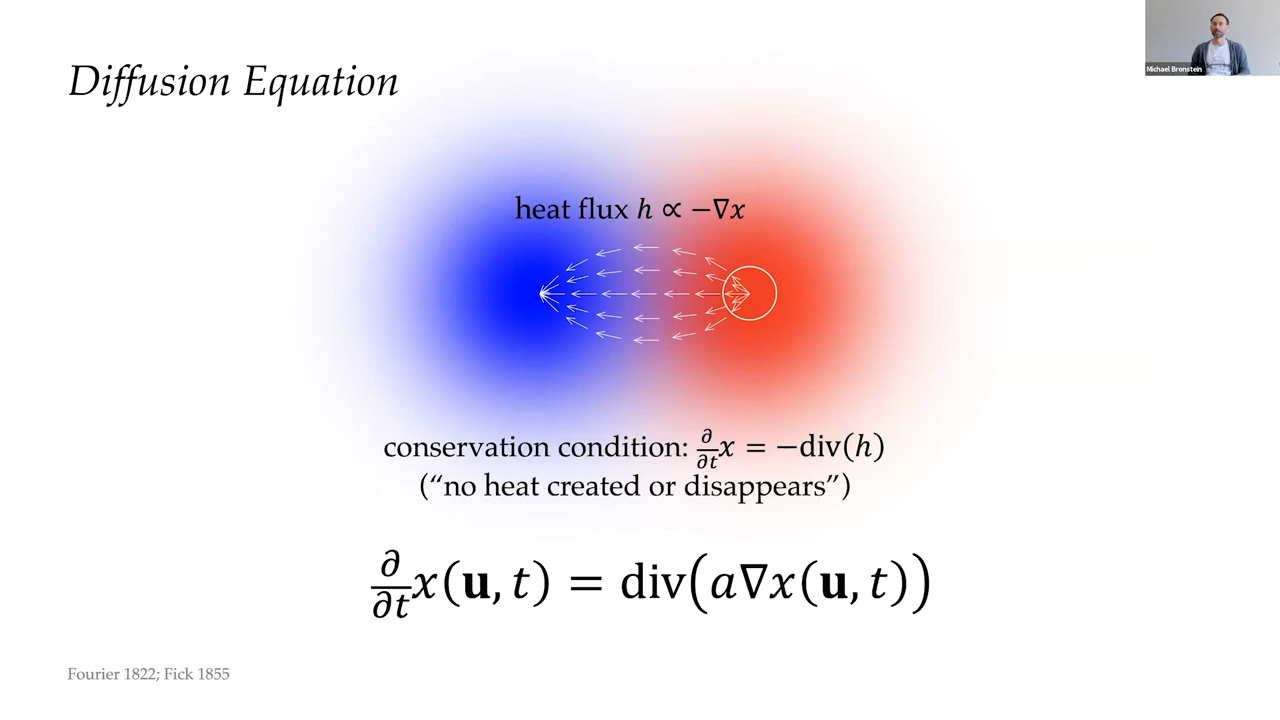 Michael Bronstein
Diffusion Equation
heat flux ℎ ∝ −∇𝑥
conservation condition: ∂/∂t 𝑥 = −div(ℎ)
(“no heat created or disappears”)
∂/∂t 𝑥(𝐮, 𝑡) = div(𝑎∇𝑥(𝐮, 𝑡))
Fourier 1822; Fick 1855